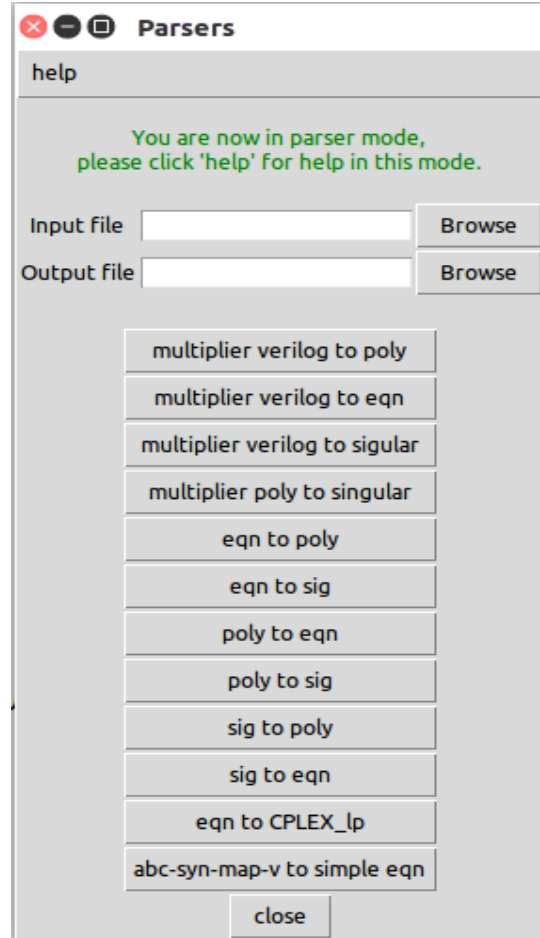 Parsers
help
You are now in parser mode,
please click 'help' for help in this mode.
Input file Browse
Output file Browse
multiplier verilog to poly
multiplier verilog to eqn
multiplier verilog to sigular
multiplier poly to singular
eqn to poly
eqn to sig
poly to eqn
poly to sig
sig to poly
sig to eqn
eqn to CPLEX_lp
abc-syn-map-v to simple eqn
close